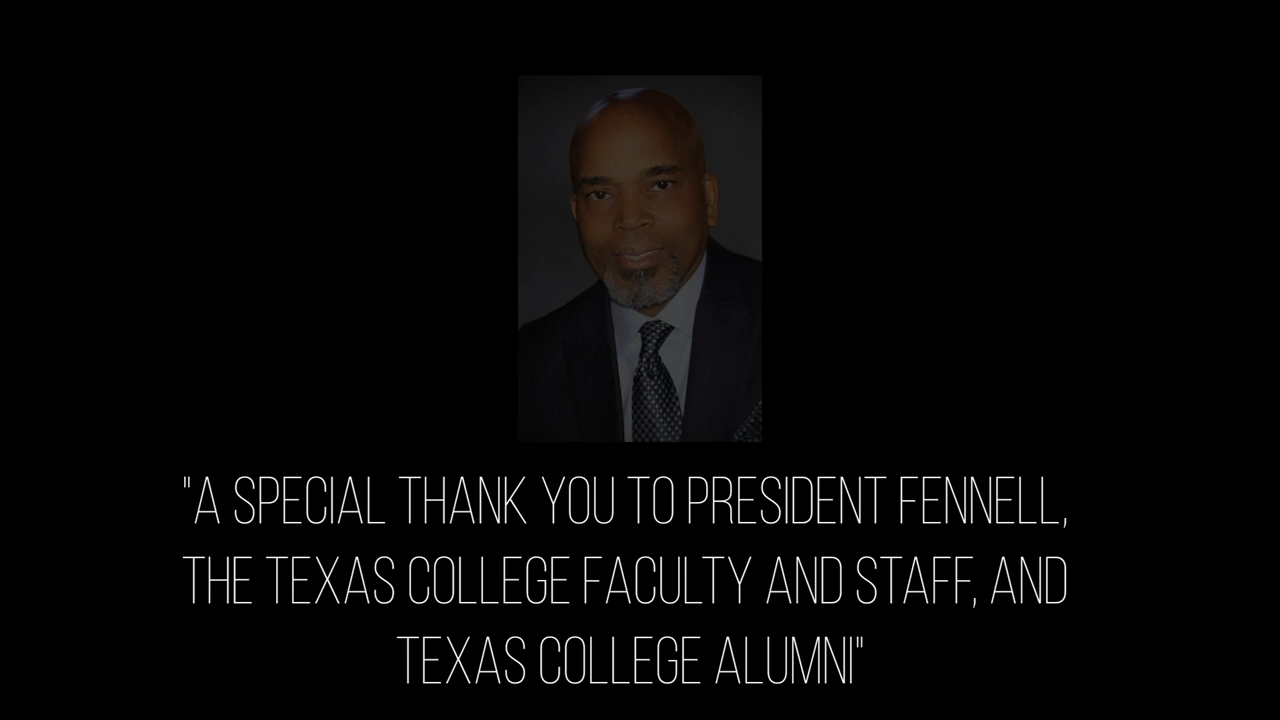 "A SPECIAL THANK YOU TO PRESIDENT FENNELL,
THE TEXAS COLLEGE FACULTY AND STAFF, AND
TEXAS COLLEGE ALUMNI"